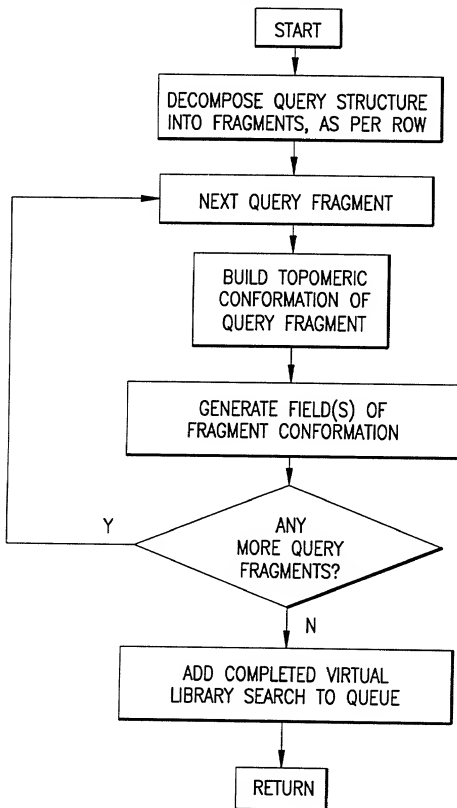 START
DECOMPOSE QUERY STRUCTURE
INTO FRAGMENTS, AS PER ROW
NEXT QUERY FRAGMENT
BUILD TOPOMERIC
CONFORMATION OF
QUERY FRAGMENT
GENERATE FIELD(S) OF
FRAGMENT CONFORMATION
Y
ANY
MORE QUERY
FRAGMENTS?
N
ADD COMPLETED VIRTUAL
LIBRARY SEARCH TO QUEUE
RETURN